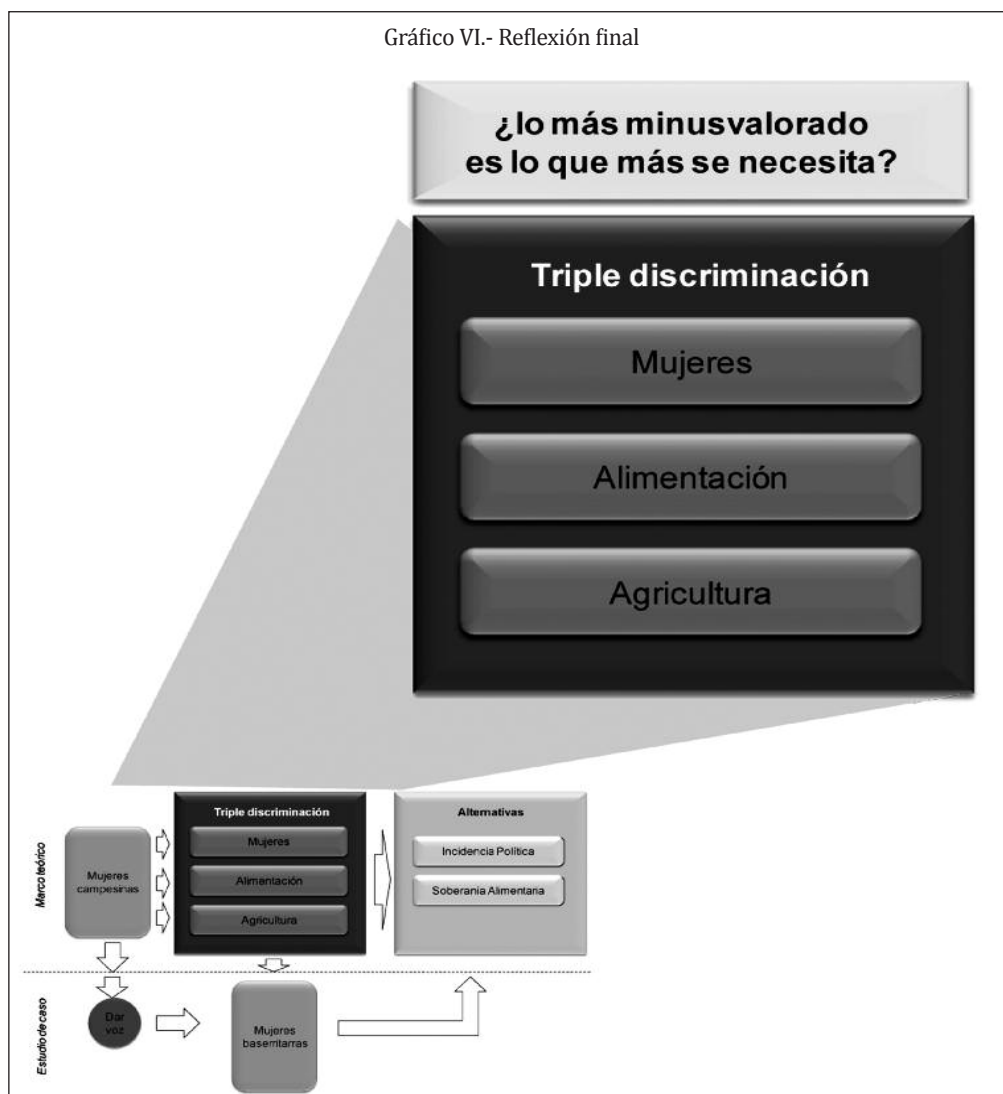 Gráfico VI.- Reflexión final
¿lo más minusvalorado
es lo que más se necesita?
Triple discriminación
Mujeres
Alimentación
Agricultura
Marco teórico
Mujeres
campesinas
Triple discriminación
Mujeres
Alimentación
Agricultura
Alternativas
Incidencia Política
Soberanía Alimentaria
Estudio de caso
Dar
voz
Mujeres
baserritarras